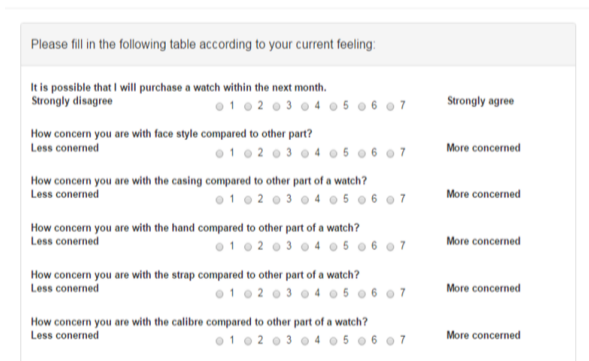 Please fill in the following table according to your current feeling:
It is possible that I will purchase a watch within the next month.
Strongly disagree 1 2 3 4 5 6 7 Strongly agree
How concern you are with face style compared to other part?
Less conerned 1 2 3 4 5 6 7 More concerned
How concern you are with the casing compared to other part of a watch?
Less conerned 1 2 3 4 5 6 7 More concerned
How concern you are with the hand compared to other part of a watch?
Less conerned 1 2 3 4 5 6 7 More concerned
How concern you are with the strap compared to other part of a watch?
Less conerned 1 2 3 4 5 6 7 More concerned
How concern you are with the calibre compared to other part of a watch?
Less conerned 1 2 3 4 5 6 7 More concerned